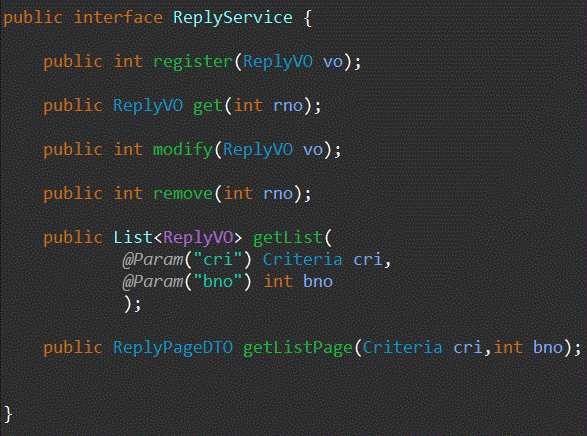 public interface ReplyService {
public int register(ReplyVO vo);
public ReplyVO get(int rno);
public int modify(ReplyVO vo);
public int remove(int rno);
public List<ReplyVO> getList(
@Param("cri") Criteria cri,
@Param("bno") int bno
);
public ReplyPageDTO getListPage(Criteria cri,int bno);
}